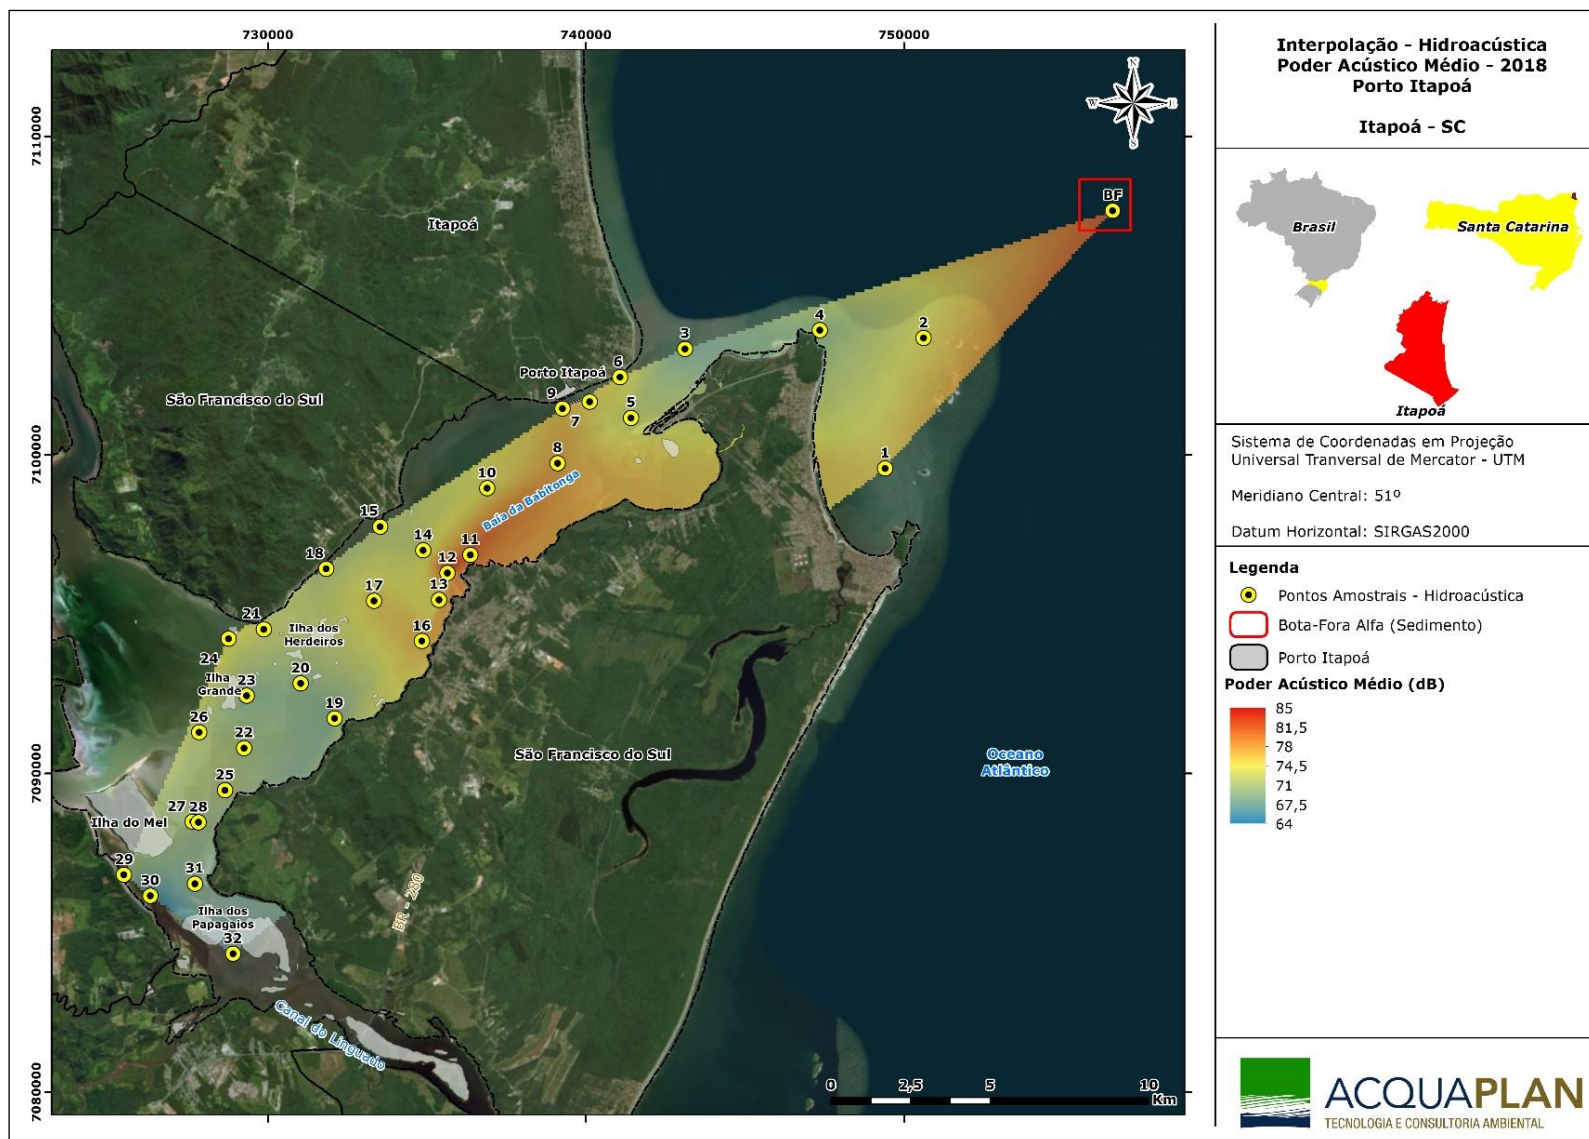 730000
740000
750000
7110000
7100000
7090000
7080000
N
W
E
S
BF
Itapoá
4
2
3
6
Porto Itapoá
9
7
5
São Francisco do Sul
8
1
10
Baia da Babitonga
15
14
11
12
18
13
17
21
Ilha dos
Herdeiros
16
24
Ilha
Grande
23
20
19
26
22
São Francisco do Sul
Oceano
Atlântico
25
27
28
Ilha do Mel
29
31
30
BR - 280
Ilha dos
Papagaios
32
Canal do Linguado
0
2,5
5
10
Km
Interpolação - Hidroacústica
Poder Acústico Médio - 2018
Porto Itapoá
Itapoá - SC
Brasil
Santa Catarina
Itapoá
Sistema de Coordenadas em Projeção
Universal Tranversal de Mercator - UTM
Meridiano Central: 51º
Datum Horizontal: SIRGAS2000
Legenda
Pontos Amostrais - Hidroacústica
Bota-Fora Alfa (Sedimento)
Porto Itapoá
Poder Acústico Médio (dB)
85
81,5
78
74,5
71
67,5
64
ACQUAPLAN
TECNOLOGIA E CONSULTORIA AMBIENTAL